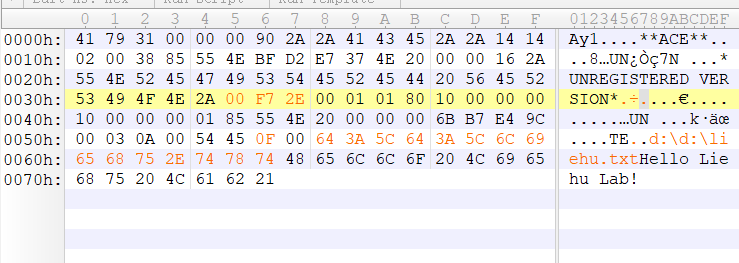 0 1 2 3 4 5 6 7 8 9 A B C D E F 0123456789ABCDEF
0000h: 41 79 31 00 00 00 90 2A 2A 41 43 45 2A 2A 14 14 Ay1....**ACE**..
0010h: 02 00 38 85 55 4E BF D2 E7 37 4E 20 00 00 16 2A ..8…UN¿Òç7N ...*
0020h: 55 4E 52 45 47 49 53 54 45 52 45 44 20 56 45 52 UNREGISTERED VER
0030h: 53 49 4F 4E 2A 00 F7 2E 00 01 01 80 10 00 00 00 SION*.÷....€....
0040h: 10 00 00 00 01 85 55 4E 20 00 00 00 6B B7 E4 9C .....…UN ...k·äœ
0050h: 00 03 0A 00 54 45 0F 00 64 3A 5C 64 3A 5C 6C 69 ....TE..d:\d:\li
0060h: 65 68 75 2E 74 78 74 48 65 6C 6C 6F 20 4C 69 65 ehu.txtHello Lie
0070h: 68 75 20 4C 61 62 21 hu Lab!